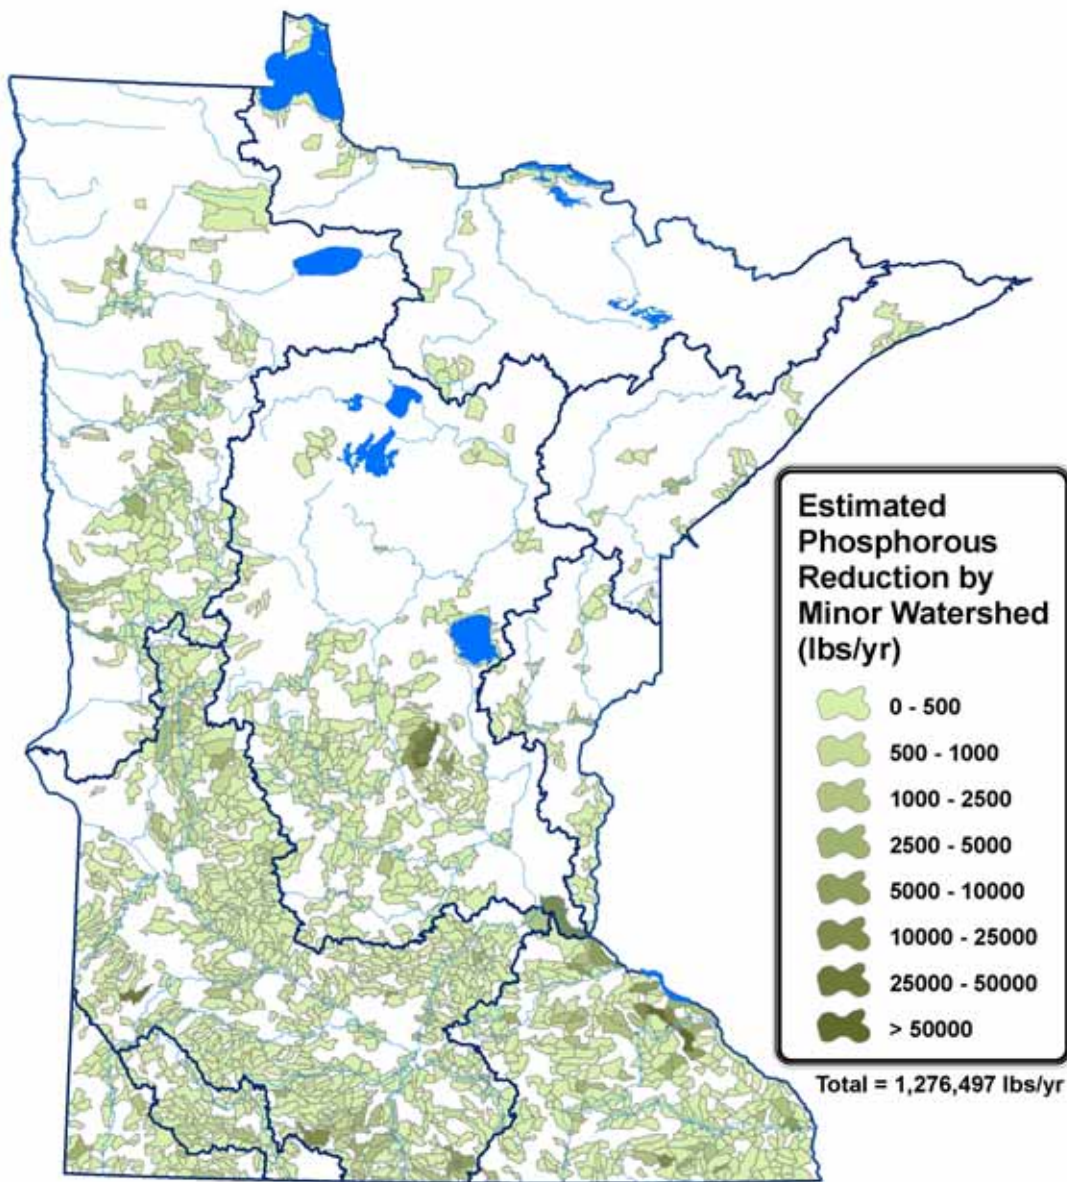 Estimated
Phosphorous
Reduction by
Minor Watershed
(lbs/yr)
0 - 500
500 - 1000
1000 - 2500
2500 - 5000
5000 - 10000
10000 - 25000
25000 - 50000
> 50000
Total = 1,276,497 lbs/yr